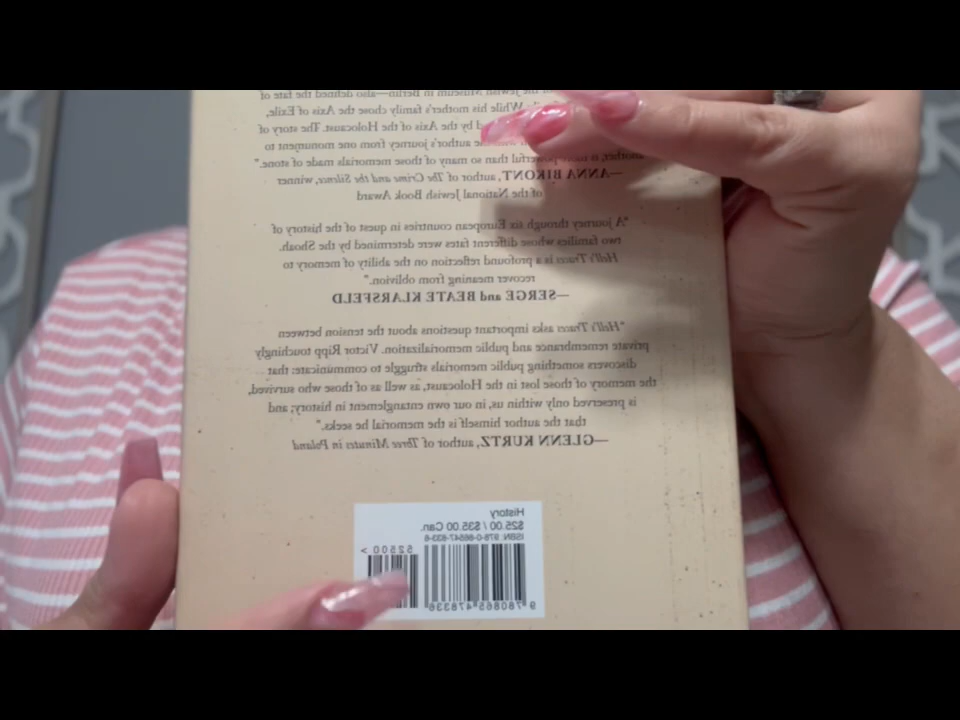 Jewish Museum in Berlin—also defined the fate of
While his mother's family chose the Axis of Exile,
by the Axis of the Holocaust. The story of
author's journey from one monument to
another, is more powerful than so many of those memorials made of stone."
—ANNA BIKONT, author of The Crime and the Silence, winner
of the National Jewish Book Award
"A journey through six European countries in quest of the history of
two families whose different fates were determined by the Shoah.
Hell's Traces is a profound reflection on the ability of memory to
recover meaning from oblivion."
—SERGE and BEATE KLARSFELD
"Hell's Traces asks important questions about the tension between
private remembrance and public memorialization. Victor Ripp touchingly
discovers something public memorials struggle to communicate: that
the memory of those lost in the Holocaust, as well as of those who survived,
is preserved only within us, in our own entanglement in history; and
that the author himself is the memorial he seeks."
—GLENN KURTZ, author of Three Minutes in Poland
History
$25.00 / $35.00 Can.
ISBN: 978-0-86547-833-6
52500 >
9 780865 478336